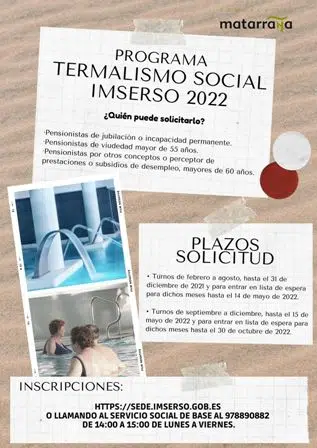 matarraña
PROGRAMA
TERMALISMO SOCIAL
IMSERSO 2022
¿Quién puede solicitarlo?
·Pensionistas de jubilación o incapacidad permanente.
·Pensionistas de viudedad mayor de 55 años.
·Pensionistas por otros conceptos o perceptor de
prestaciones o subsidios de desempleo, mayores de 60 años.
PLAZOS
SOLICITUD
• Turnos de febrero a agosto, hasta el 31 de
diciembre de 2021 y para entrar en lista de espera
para dichos meses hasta el 14 de mayo de 2022.
• Turnos de septiembre a diciembre, hasta el 15 de
mayo de 2022 y para entrar en lista de espera para
dichos meses hasta el 30 de octubre de 2022.
INSCRIPCIONES:
HTTPS://SEDE.IMSERSO.GOB.ES
O LLAMANDO AL SERVICIO SOCIAL DE BASE AL 978890882
DE 14:00 A 15:00 DE LUNES A VIERNES.